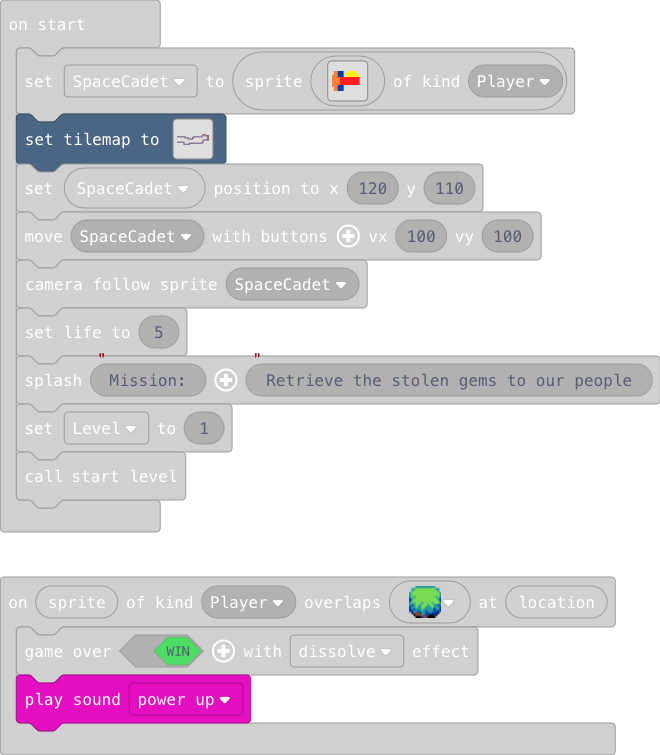 on start
set SpaceCadet to sprite of kind Player
set tilemap to
set SpaceCadet position to x 120 y 110
move SpaceCadet with buttons vx 100 vy 100
camera follow sprite SpaceCadet
set life to 5
splash "Mission: " Retrieve the stolen gems to our people
set Level to 1
call start level
on sprite of kind Player overlaps at location
game over WIN with dissolve effect
play sound power up